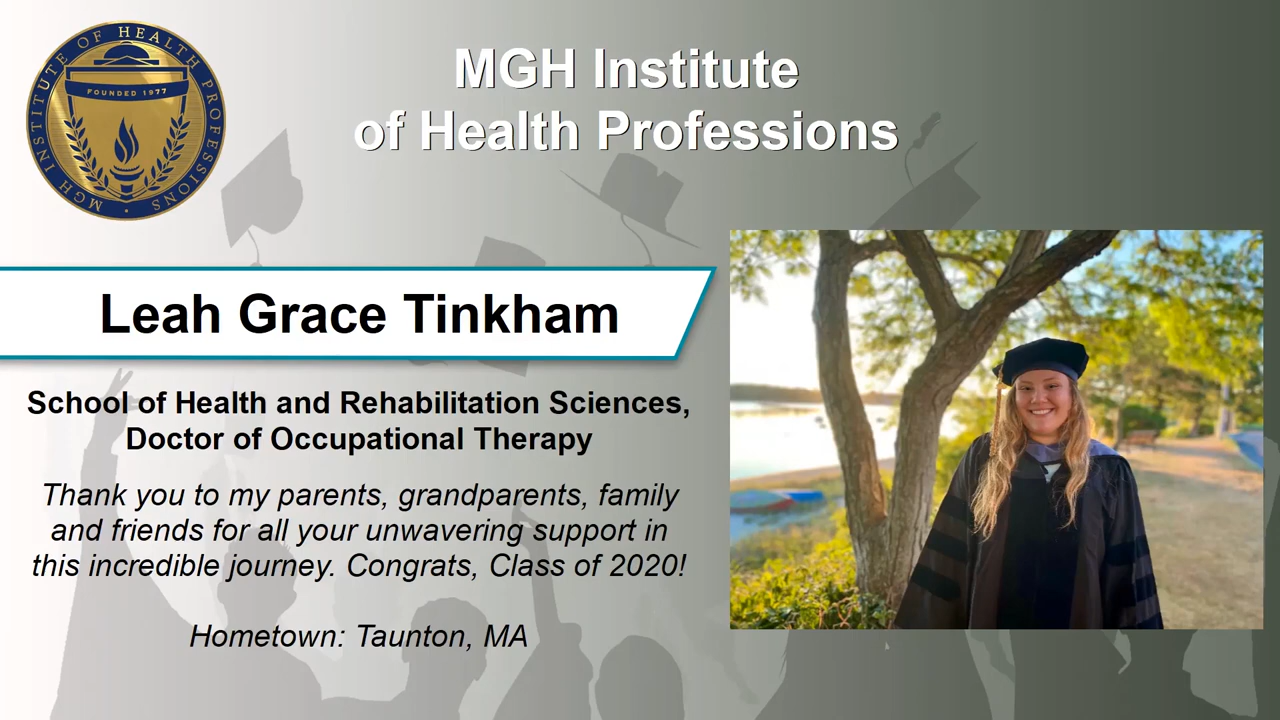 MGH INSTITUTE OF HEALTH PROFESSIONS
FOUNDED 1977
MGH Institute
of Health Professions
Leah Grace Tinkham
School of Health and Rehabilitation Sciences,
Doctor of Occupational Therapy
Thank you to my parents, grandparents, family
and friends for all your unwavering support in
this incredible journey. Congrats, Class of 2020!
Hometown: Taunton, MA